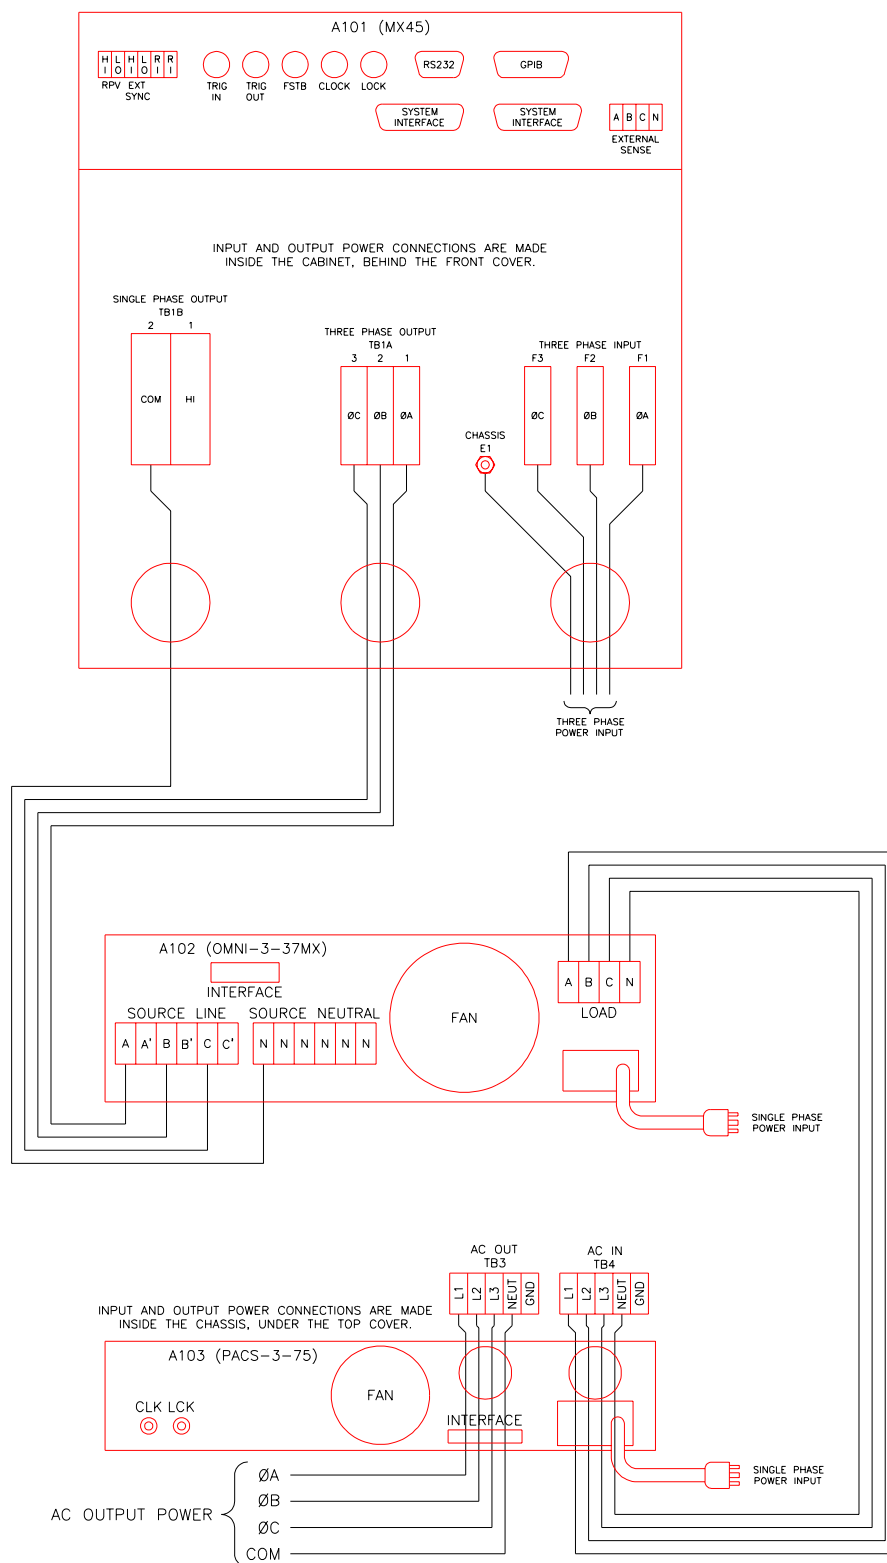 A101 (MX45)
HI LO HI LO RI RI
RPV EXT
SYNC
TRIG
IN
TRIG
OUT
FSTB
CLOCK
LOCK
RS232
GPIB
SYSTEM
INTERFACE
SYSTEM
INTERFACE
A B C N
EXTERNAL
SENSE
INPUT AND OUTPUT POWER CONNECTIONS ARE MADE
INSIDE THE CABINET, BEHIND THE FRONT COVER.
SINGLE PHASE OUTPUT
TB1B
2 1
COM HI
THREE PHASE OUTPUT
TB1A
3 2 1
ØC ØB ØA
CHASSIS
E1
THREE PHASE INPUT
F3 F2 F1
ØC ØB ØA
THREE PHASE
POWER INPUT
A102 (OMNI-3-37MX)
INTERFACE
SOURCE LINE
A A' B B' C C'
SOURCE NEUTRAL
N N N N N N
FAN
A B C N
LOAD
SINGLE PHASE
POWER INPUT
AC OUT
TB3
L1 L2 L3 NEUT GND
AC IN
TB4
L1 L2 L3 NEUT GND
INPUT AND OUTPUT POWER CONNECTIONS ARE MADE
INSIDE THE CHASSIS, UNDER THE TOP COVER.
A103 (PACS-3-75)
FAN
CLK LCK
INTERFACE
SINGLE PHASE
POWER INPUT
AC OUTPUT POWER
ØA
ØB
ØC
COM